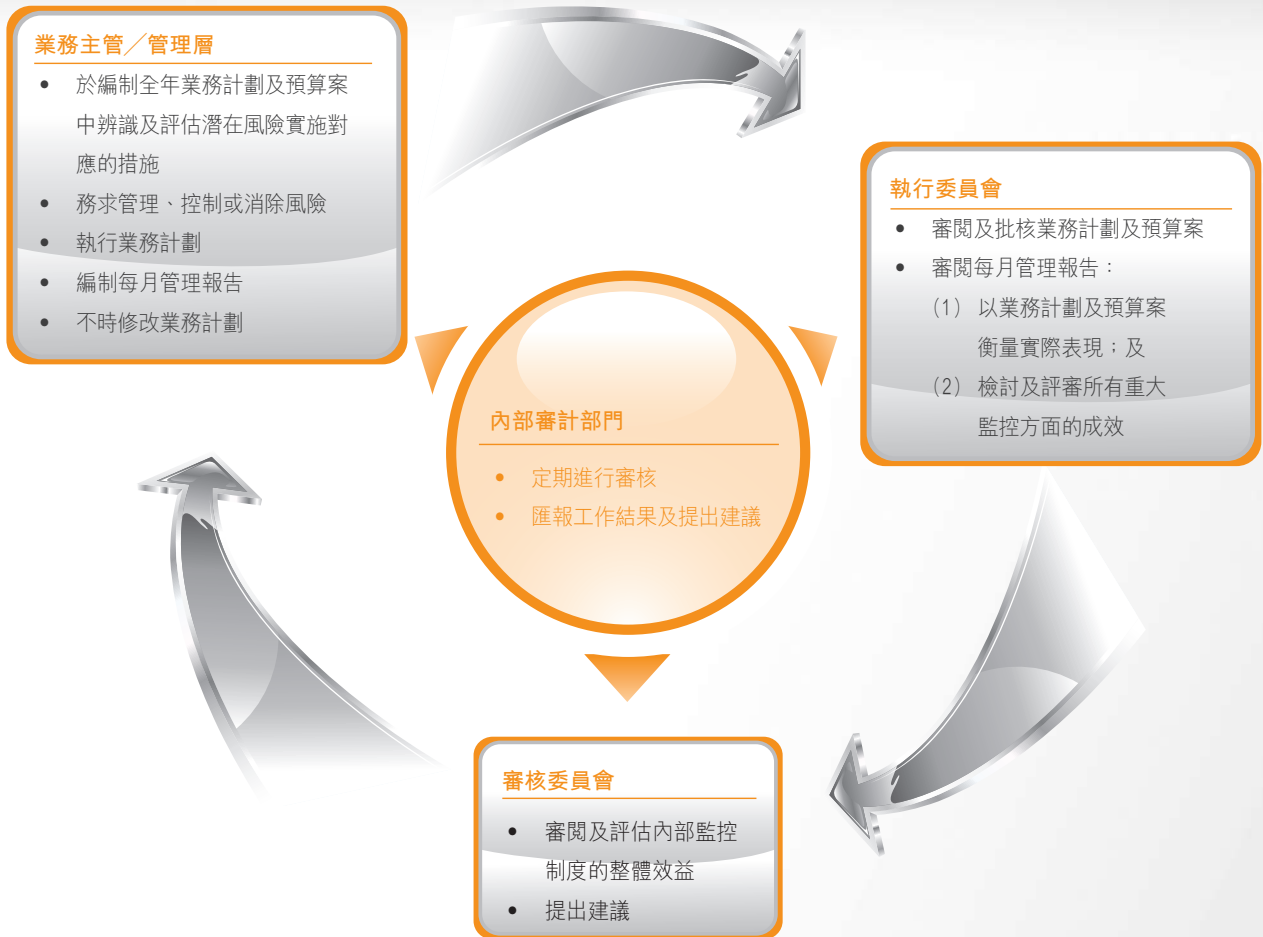 業務主管／管理層
• 於編制全年業務計劃及預算案
中辨識及評估潛在風險實施對
應的措施
• 務求管理、控制或消除風險
• 執行業務計劃
• 編制每月管理報告
• 不時修改業務計劃
執行委員會
• 審閱及批核業務計劃及預算案
• 審閱每月管理報告：
(1) 以業務計劃及預算案
衡量實際表現；及
(2) 檢討及評審所有重大
監控方面的成效
內部審計部門
• 定期進行審核
• 匯報工作結果及提出建議
審核委員會
• 審閱及評估內部監控
制度的整體效益
• 提出建議